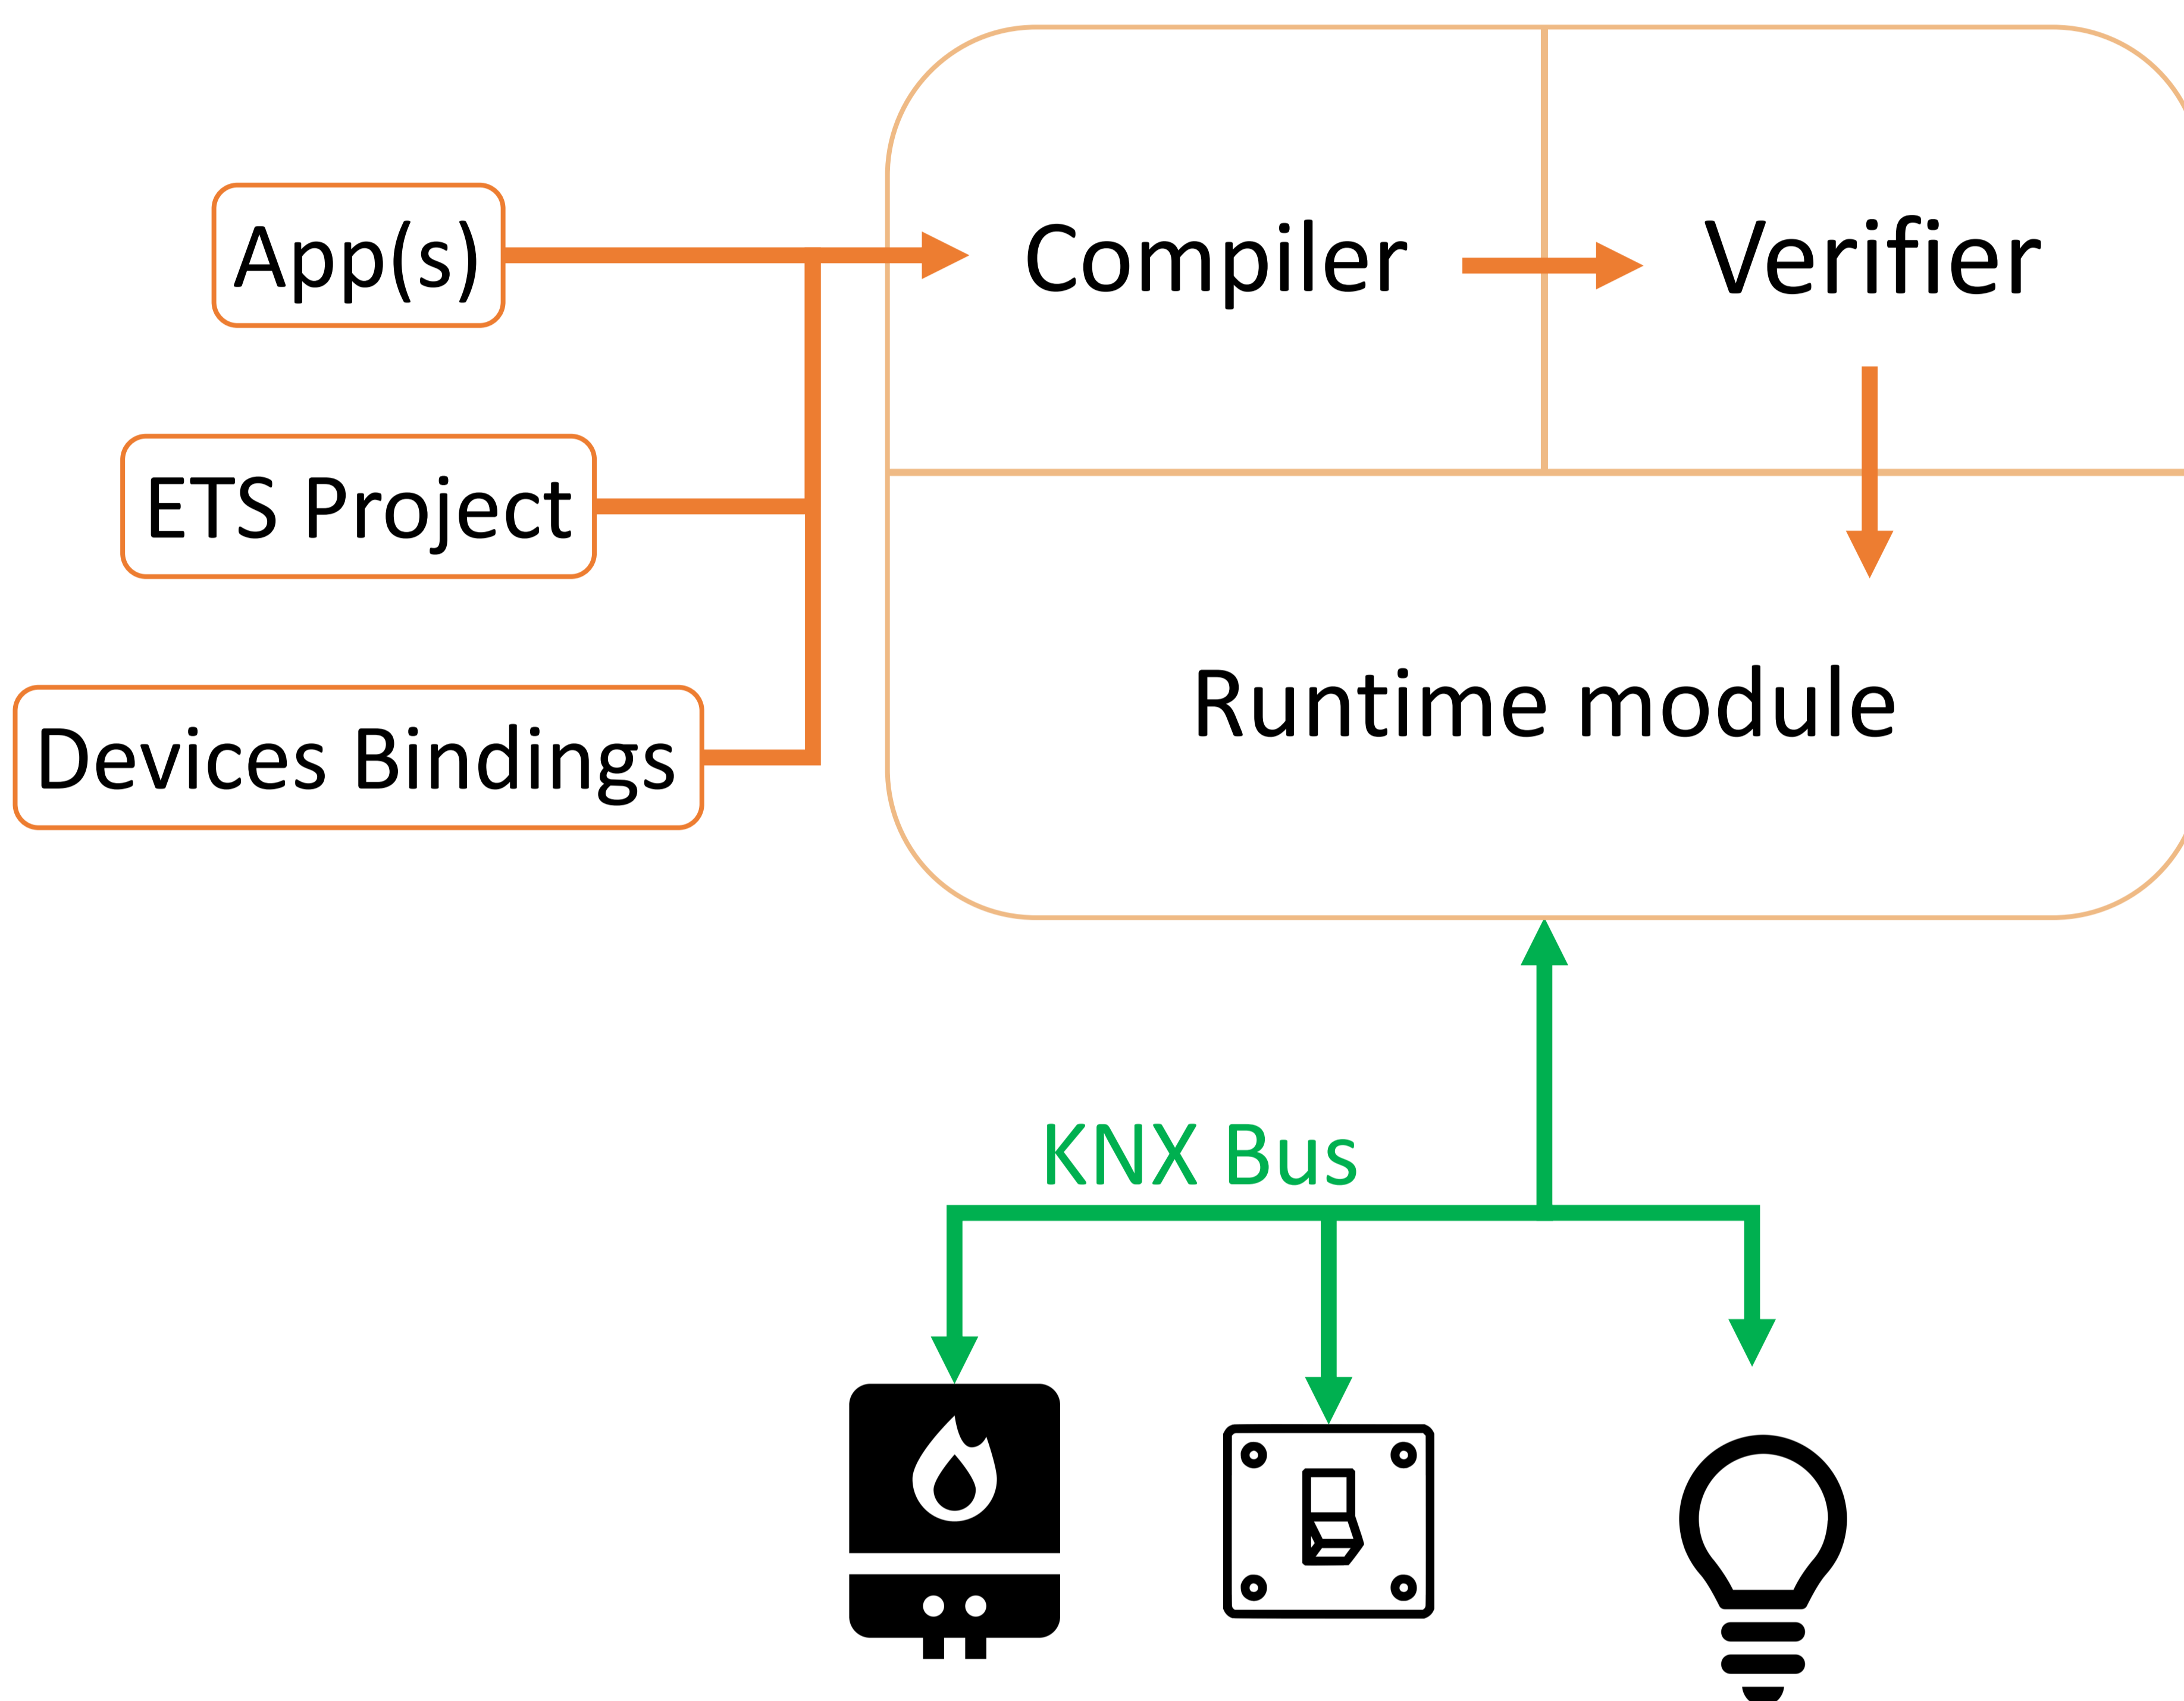 App(s)
Compiler
Verifier
ETS Project
Devices Bindings
Runtime module
KNX Bus